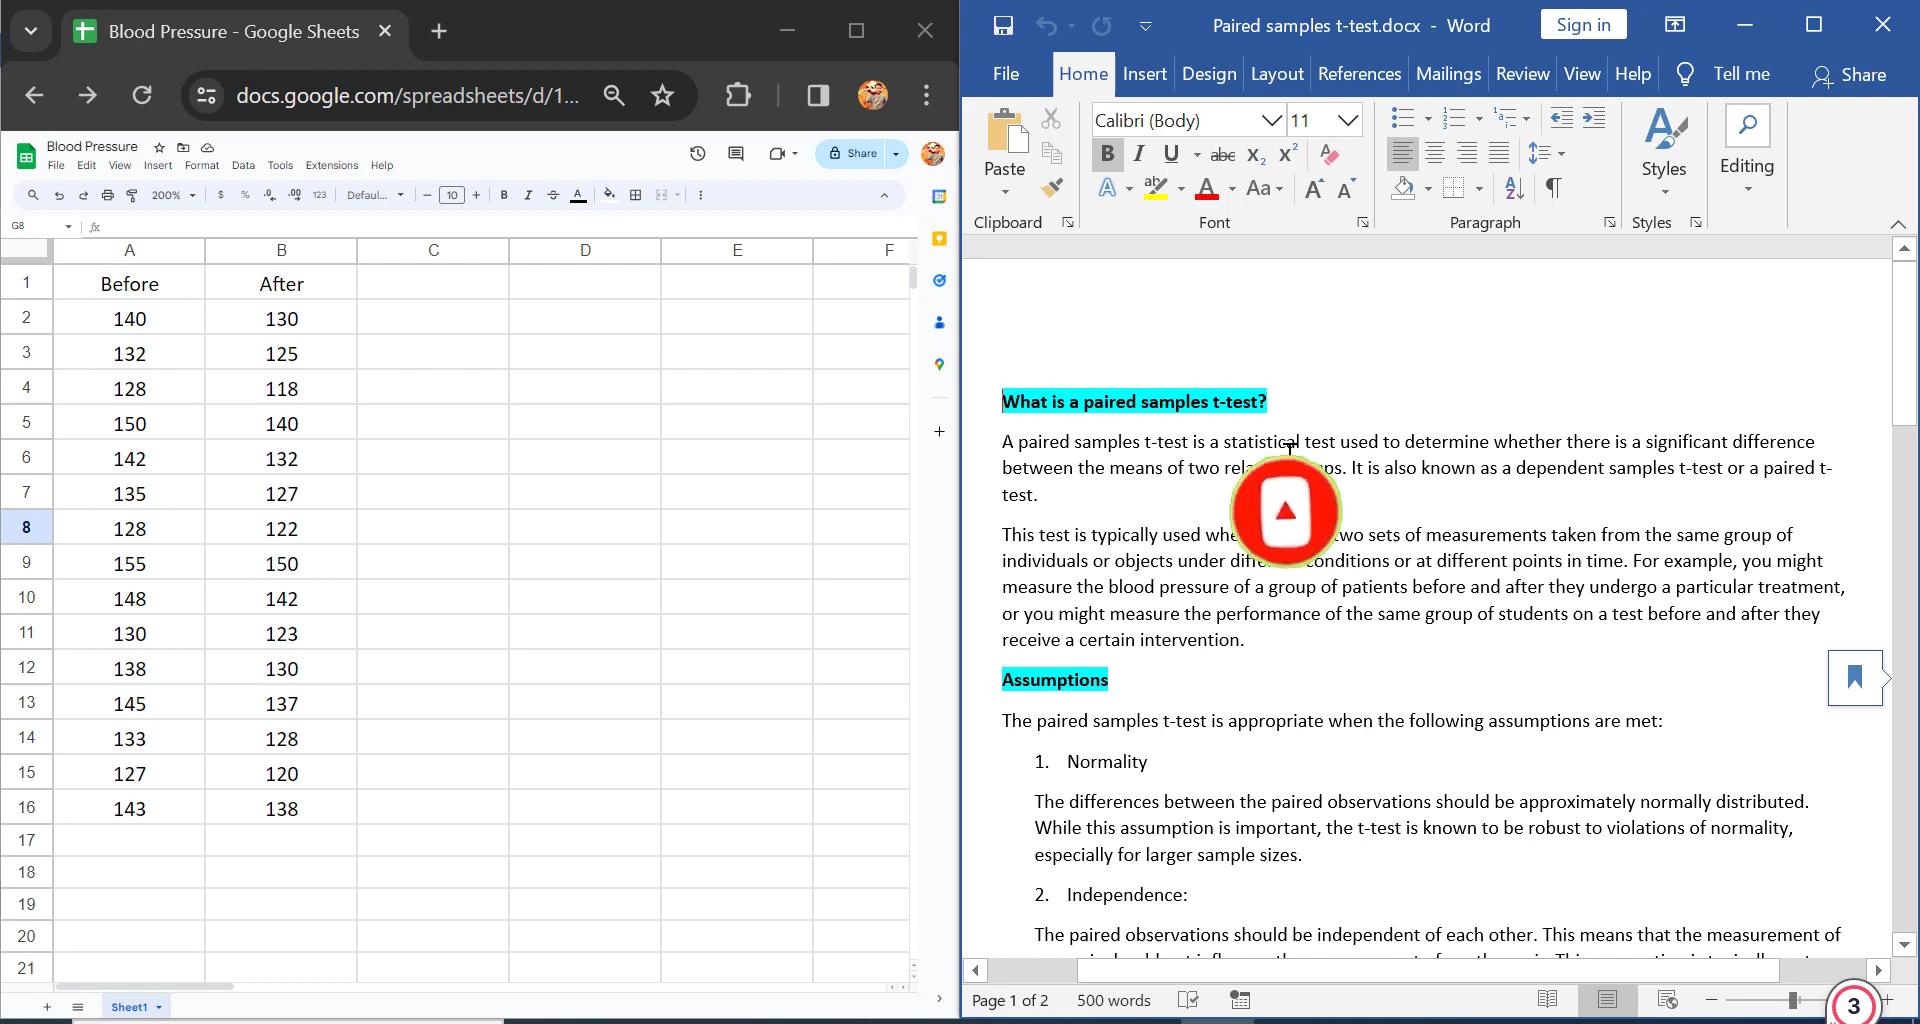 Blood Pressure - Google Sheets
docs.google.com/spreadsheets/d/1...
Blood Pressure
File Edit View Insert Format Data Tools Extensions Help
Share
200% $ % .0 .00 123 Defaul... − 10 + B I A
G8 fx
A B C D E F
1 Before After
2 140 130
3 132 125
4 128 118
5 150 140
6 142 132
7 135 127
8 128 122
9 155 150
10 148 142
11 130 123
12 138 130
13 145 137
14 133 128
15 127 120
16 143 138
17
18
19
20
21
Sheet1
Paired samples t-test.docx - Word
Sign in
File Home Insert Design Layout References Mailings Review View Help Tell me Share
Paste
Calibri (Body) 11
B I U abc X₂ X²
A ab A Aa A A
Styles
Editing
Clipboard Font Paragraph Styles
What is a paired samples t-test?
A paired samples t-test is a statistical test used to determine whether there is a significant difference
between the means of two ps. It is also known as a dependent samples t-test or a paired t-
test.
This test is typically used two sets of measurements taken from the same group of
individuals or objects under conditions or at different points in time. For example, you might
measure the blood pressure of a group of patients before and after they undergo a particular treatment,
or you might measure the performance of the same group of students on a test before and after they
receive a certain intervention.
Assumptions
The paired samples t-test is appropriate when the following assumptions are met:
1. Normality
The differences between the paired observations should be approximately normally distributed.
While this assumption is important, the t-test is known to be robust to violations of normality,
especially for larger sample sizes.
2. Independence:
The paired observations should be independent of each other. This means that the measurement of
Page 1 of 2 500 words
3